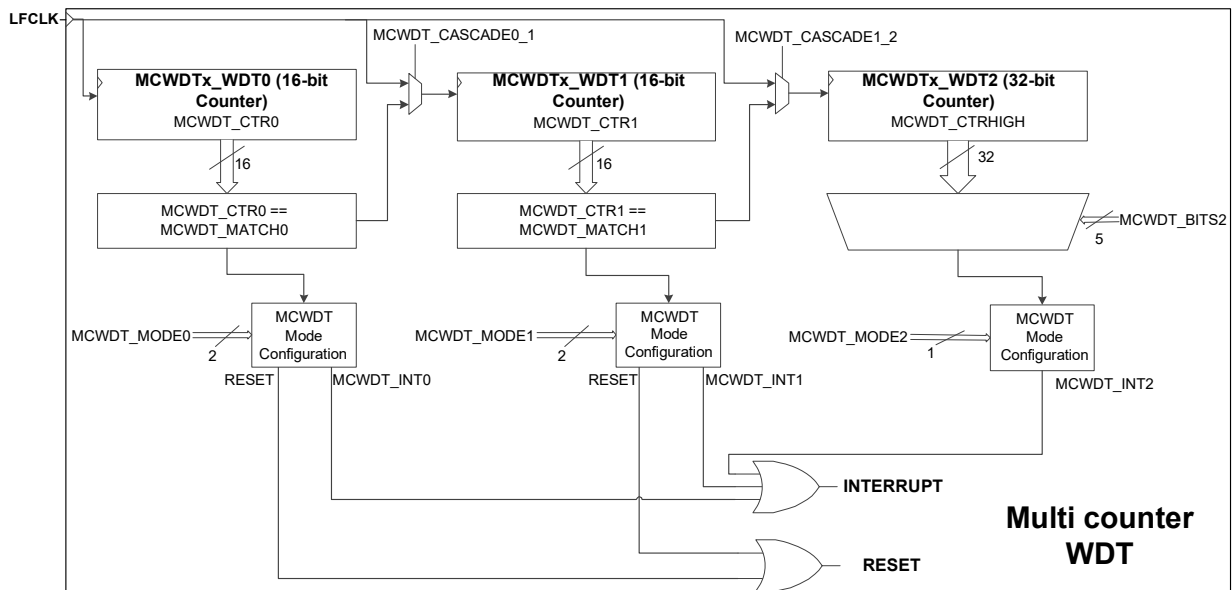 LFCLK
MCWDT_CASCADE0_1
MCWDT_CASCADE1_2
MCWDTx_WDT0 (16-bit
Counter)
MCWDT_CTR0
MCWDTx_WDT1 (16-bit
Counter)
MCWDT_CTR1
MCWDTx_WDT2 (32-bit
Counter)
MCWDT_CTRHIGH
16
16
32
MCWDT_CTR0 ==
MCWDT_MATCH0
MCWDT_CTR1 ==
MCWDT_MATCH1
MCWDT_BITS2
5
MCWDT_MODE0
2
MCWDT
Mode
Configuration
MCWDT_MODE1
2
MCWDT
Mode
Configuration
MCWDT_MODE2
1
MCWDT
Mode
Configuration
RESET
MCWDT_INT0
RESET
MCWDT_INT1
MCWDT_INT2
INTERRUPT
RESET
Multi counter
WDT